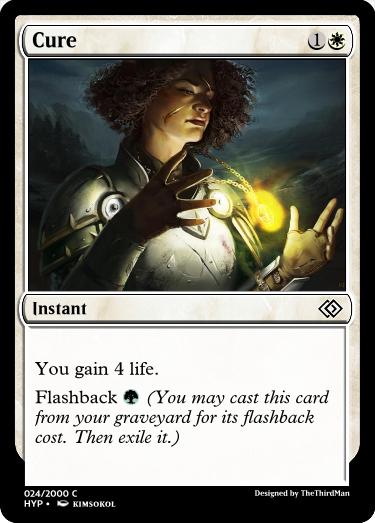 Cure 1
Instant
You gain 4 life.
Flashback (You may cast this card
from your graveyard for its flashback
cost. Then exile it.)
024/2000 C
HYP • KIMSOKOL
Designed by TheThirdMan